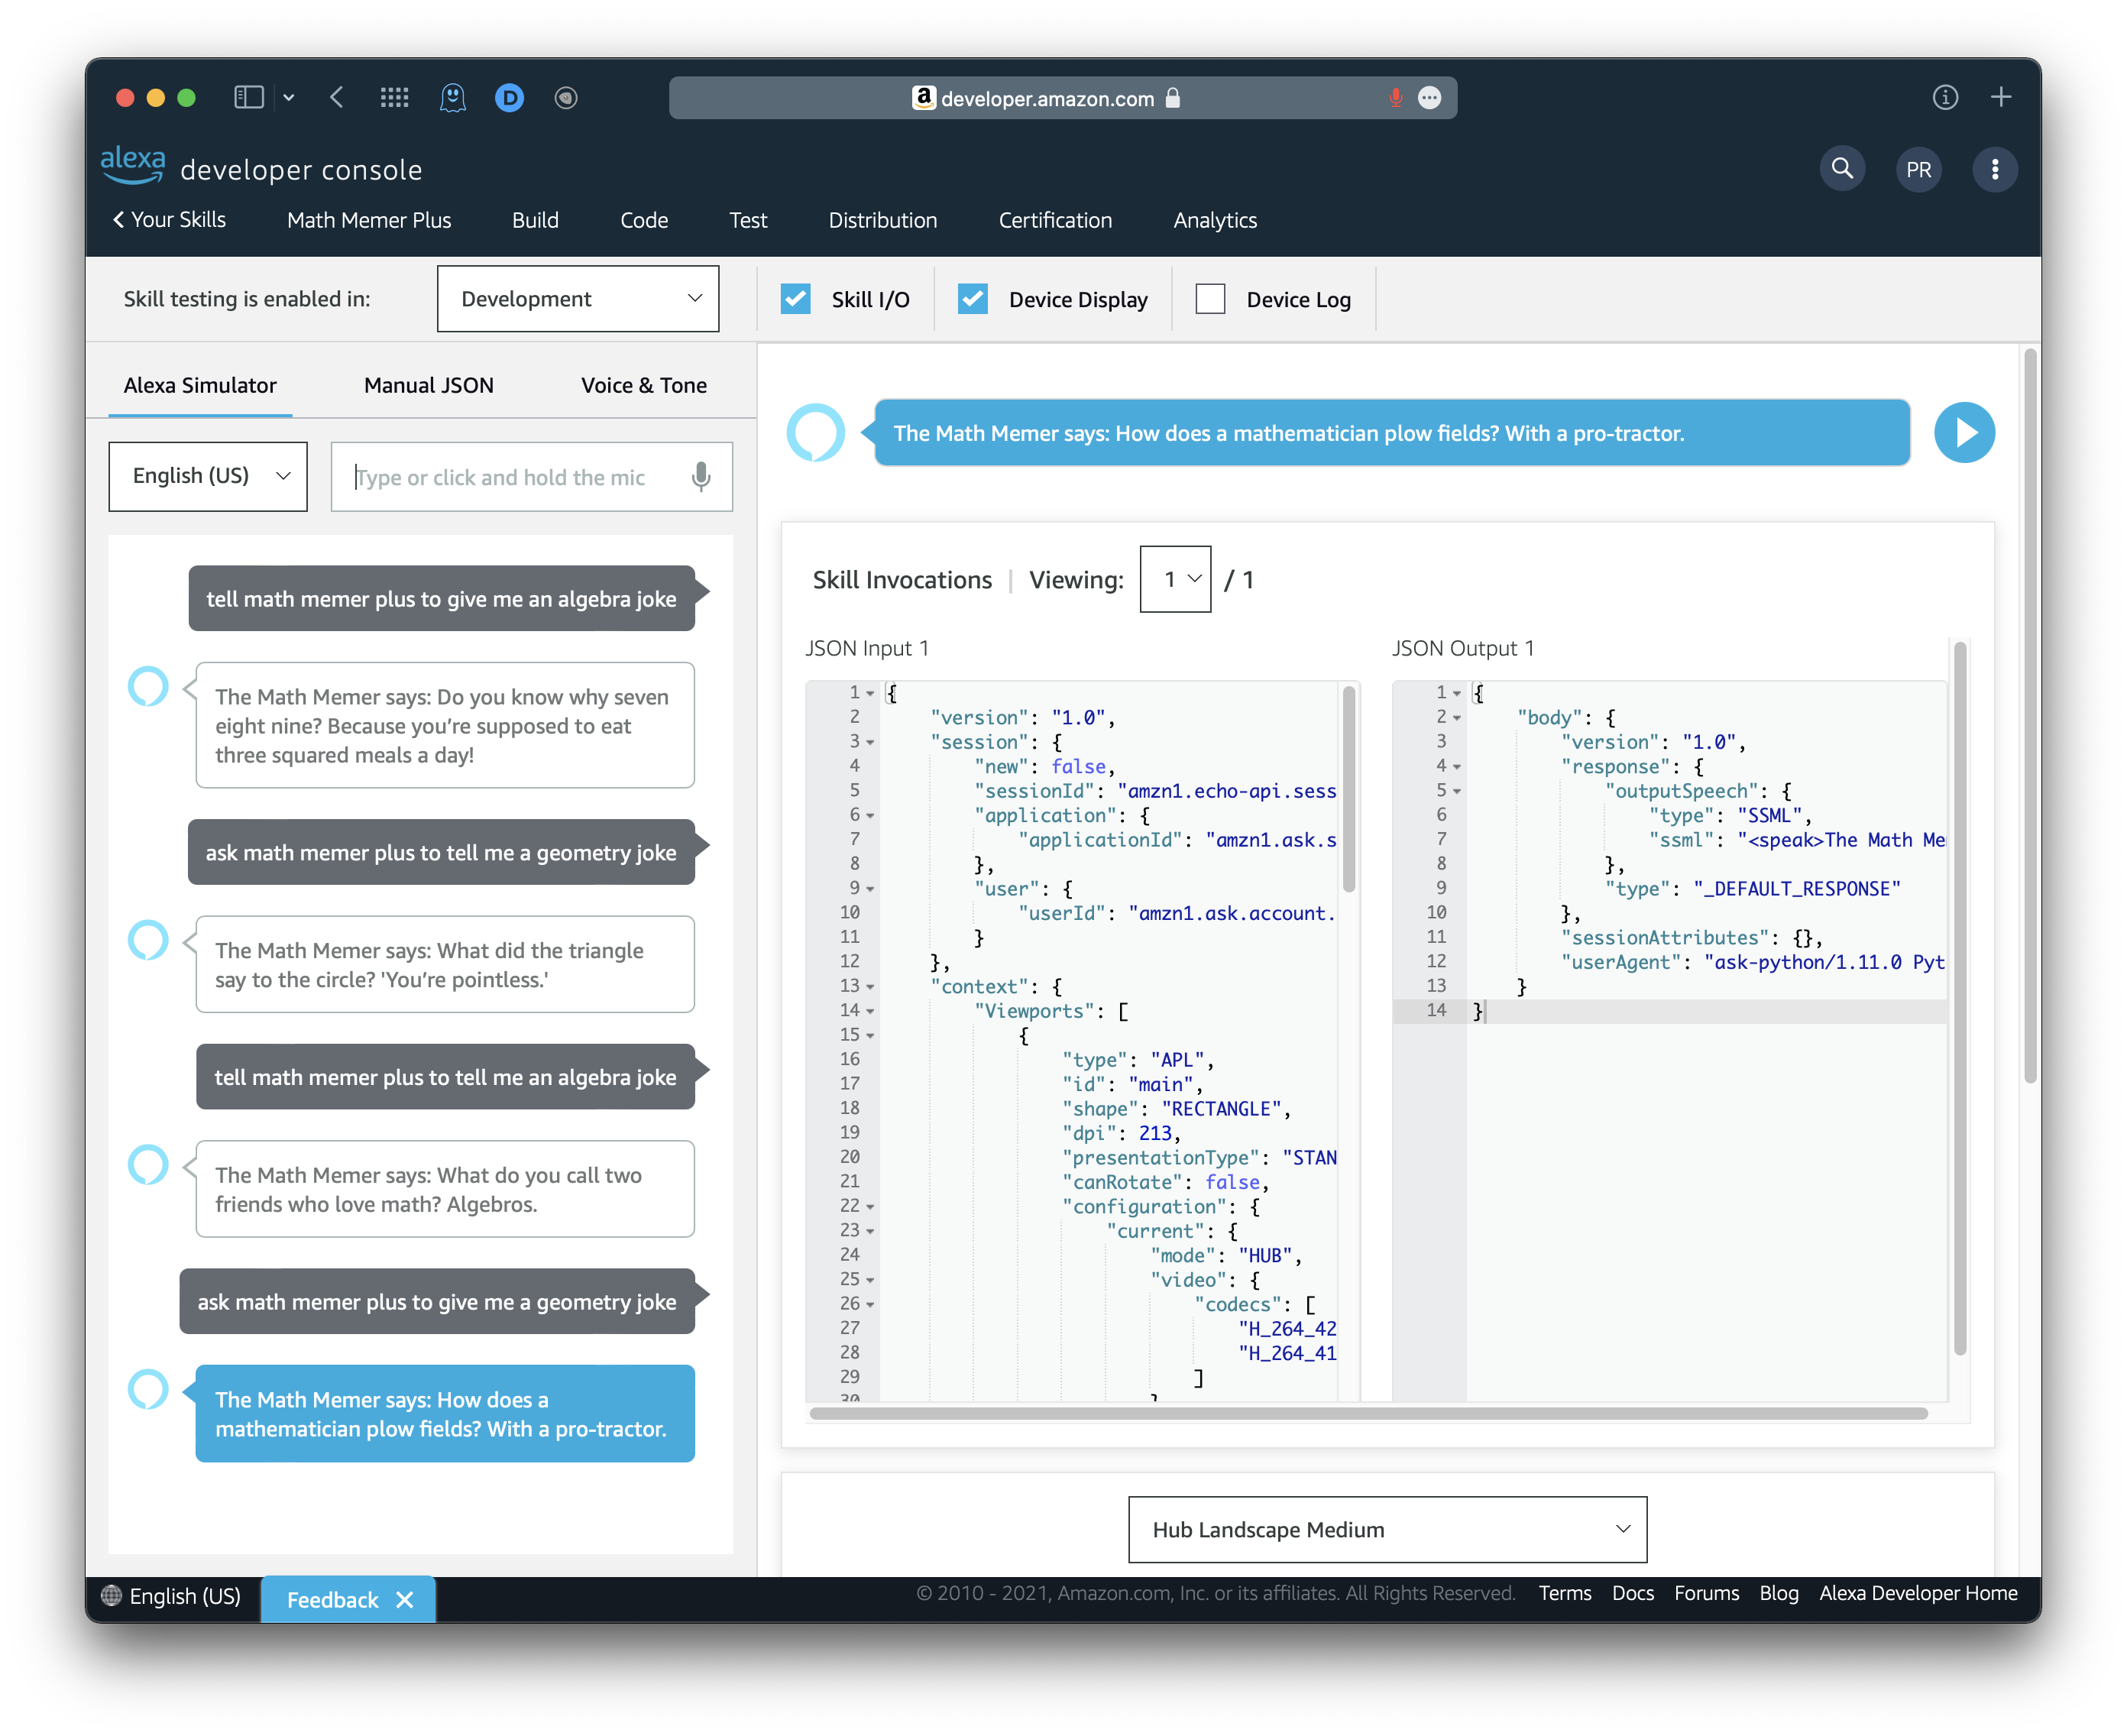 developer.amazon.com
alexa developer console
PR
Your Skills Math Memer Plus Build Code Test Distribution Certification Analytics
Skill testing is enabled in: Development Skill I/O Device Display Device Log
Alexa Simulator Manual JSON Voice & Tone
English (US) Type or click and hold the mic
tell math memer plus to give me an algebra joke
The Math Memer says: Do you know why seven
eight nine? Because you’re supposed to eat
three squared meals a day!
ask math memer plus to tell me a geometry joke
The Math Memer says: What did the triangle
say to the circle? 'You’re pointless.'
tell math memer plus to tell me an algebra joke
The Math Memer says: What do you call two
friends who love math? Algebros.
ask math memer plus to give me a geometry joke
The Math Memer says: How does a
mathematician plow fields? With a pro-tractor.
The Math Memer says: How does a mathematician plow fields? With a pro-tractor.
Skill Invocations | Viewing: 1 / 1
JSON Input 1
1 {
2 "version": "1.0",
3 "session": {
4 "new": false,
5 "sessionId": "amzn1.echo-api.sess
6 "application": {
7 "applicationId": "amzn1.ask.s
8 },
9 "user": {
10 "userId": "amzn1.ask.account.
11 }
12 },
13 "context": {
14 "Viewports": [
15 {
16 "type": "APL",
17 "id": "main",
18 "shape": "RECTANGLE",
19 "dpi": 213,
20 "presentationType": "STAN
21 "canRotate": false,
22 "configuration": {
23 "current": {
24 "mode": "HUB",
25 "video": {
26 "codecs": [
27 "H_264_42
28 "H_264_41
29 ]
30 }
JSON Output 1
1 {
2 "body": {
3 "version": "1.0",
4 "response": {
5 "outputSpeech": {
6 "type": "SSML",
7 "ssml": "<speak>The Math Me
8 },
9 "type": "_DEFAULT_RESPONSE"
10 },
11 "sessionAttributes": {},
12 "userAgent": "ask-python/1.11.0 Pyt
13 }
14 }
Hub Landscape Medium
English (US) Feedback © 2010 - 2021, Amazon.com, Inc. or its affiliates. All Rights Reserved. Terms Docs Forums Blog Alexa Developer Home